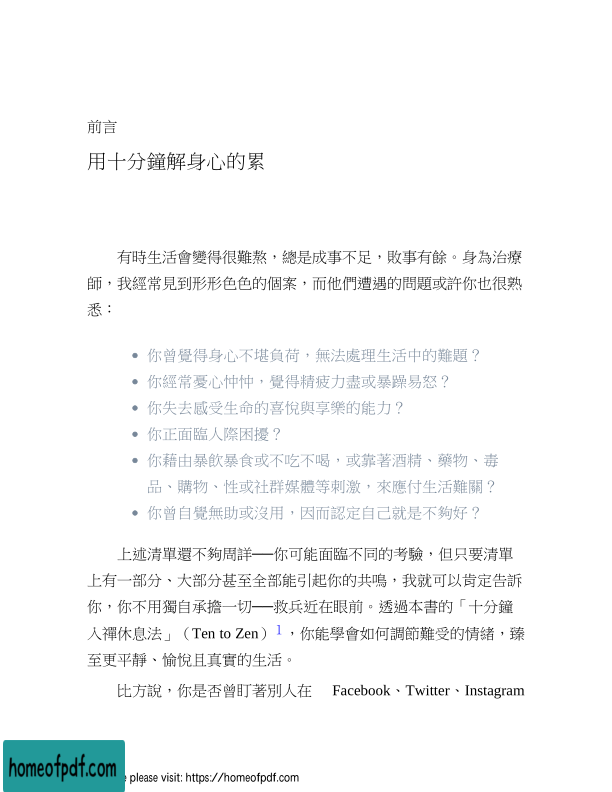 前言
用十分鐘解身心的累
有時生活會變得很難熬，總是成事不足，敗事有餘。身為治療
師，我經常見到形形色色的個案，而他們遭遇的問題或許你也很熟
悉：
• 你曾覺得身心不堪負荷，無法處理生活中的難題？
• 你經常憂心忡忡，覺得精疲力盡或暴躁易怒？
• 你失去感受生命的喜悅與享樂的能力？
• 你正面臨人際困擾？
• 你藉由暴飲暴食或不吃不喝，或靠著酒精、藥物、毒
品、購物、性或社群媒體等刺激，來應付生活難關？
• 你曾自覺無助或沒用，因而認定自己就是不夠好？
上述清單還不夠周詳──你可能面臨不同的考驗，但只要清單
上有一部分、大部分甚至全部能引起你的共鳴，我就可以肯定告訴
你，你不用獨自承擔一切──救兵近在眼前。透過本書的「十分鐘
入禪休息法」（Ten to Zen）1，你能學會如何調節難受的情緒，臻
至更平靜、愉悅且真實的生活。
比方說，你是否曾盯著別人在 Facebook、Twitter、Instagram
homeofpdf.com
e please visit: https://homeofpdf.com